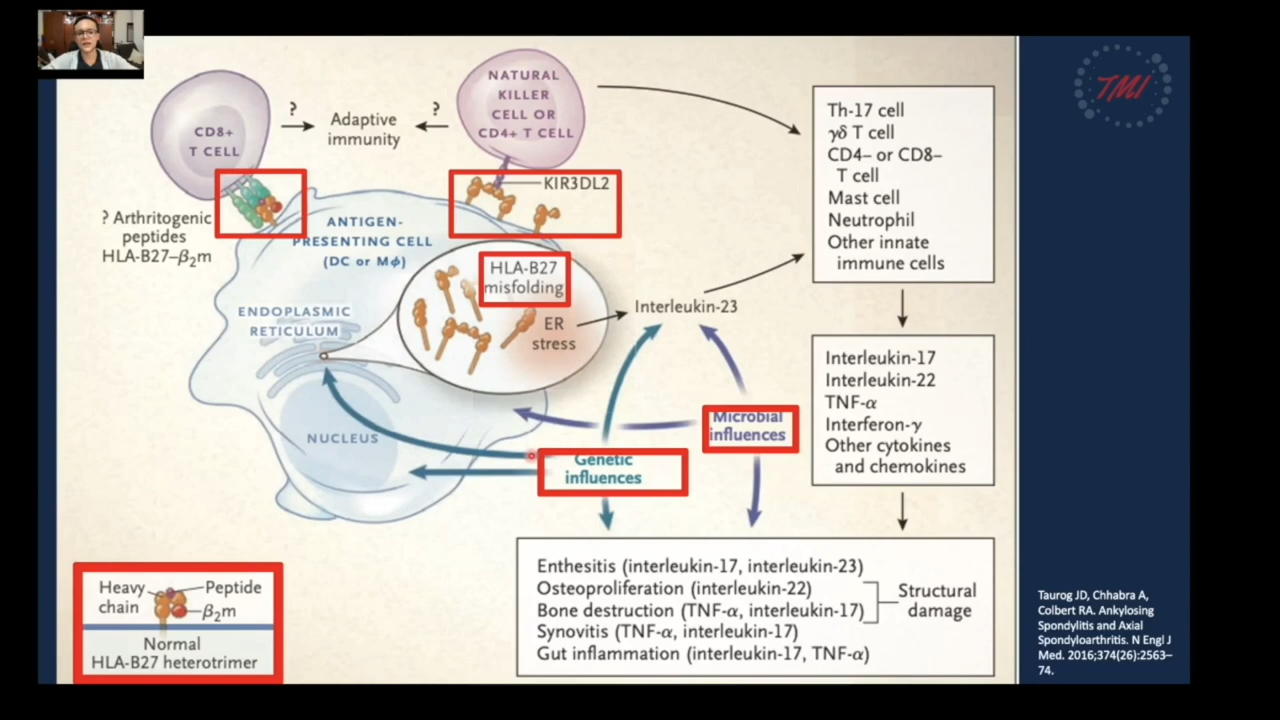 TMI
CD8+
T CELL
?
Adaptive
immunity
?
NATURAL
KILLER
CELL OR
CD4+ T CELL
KIR3DL2
? Arthritogenic
peptides
HLA-B27–β2m
ANTIGEN-
PRESENTING CELL
(DC or Mϕ)
HLA-B27
misfolding
ER
stress
ENDOPLASMIC
RETICULUM
NUCLEUS
Interleukin-23
Microbial
influences
Genetic
influences
Th-17 cell
γδ T cell
CD4– or CD8–
T cell
Mast cell
Neutrophil
Other innate
immune cells
Interleukin-17
Interleukin-22
TNF-α
Interferon-γ
Other cytokines
and chemokines
Enthesitis (interleukin-17, interleukin-23)
Osteoproliferation (interleukin-22)
Bone destruction (TNF-α, interleukin-17)
Synovitis (TNF-α, interleukin-17)
Gut inflammation (interleukin-17, TNF-α)
Structural
damage
Heavy
chain
Peptide
β2m
Normal
HLA-B27 heterotrimer
Taurog JD, Chhabra A,
Colbert RA. Ankylosing
Spondylitis and Axial
Spondyloarthritis. N Engl J
Med. 2016;374(26):2563–
74.